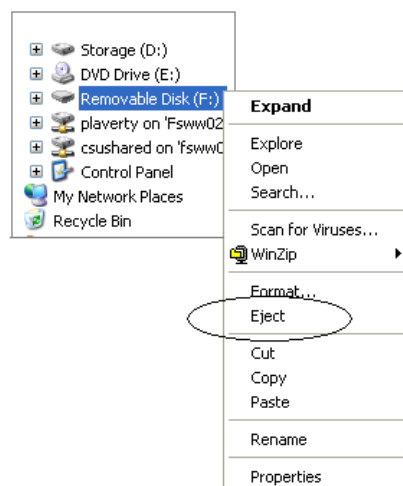 Storage (D:)
DVD Drive (E:)
Removable Disk (F:)
plaverty on 'Fsww02
csushared on 'fsww
Control Panel
My Network Places
Recycle Bin
Expand
Explore
Open
Search...
Scan for Viruses...
WinZip
Format...
Eject
Cut
Copy
Paste
Rename
Properties